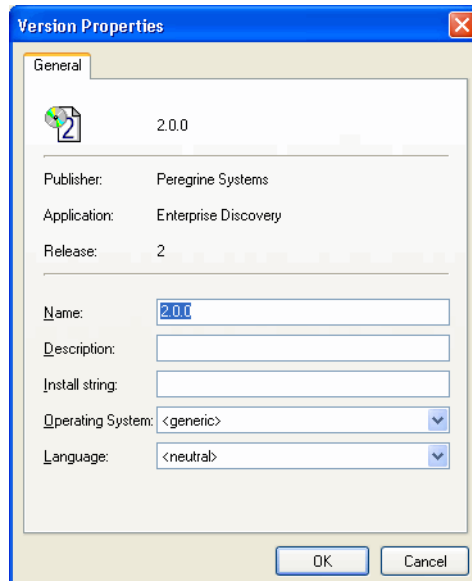 Version Properties
General
2
2.0.0
Publisher: Peregrine Systems
Application: Enterprise Discovery
Release: 2
Name: 2.0.0
Description:
Install string:
Operating System: <generic>
Language: <neutral>
OK Cancel